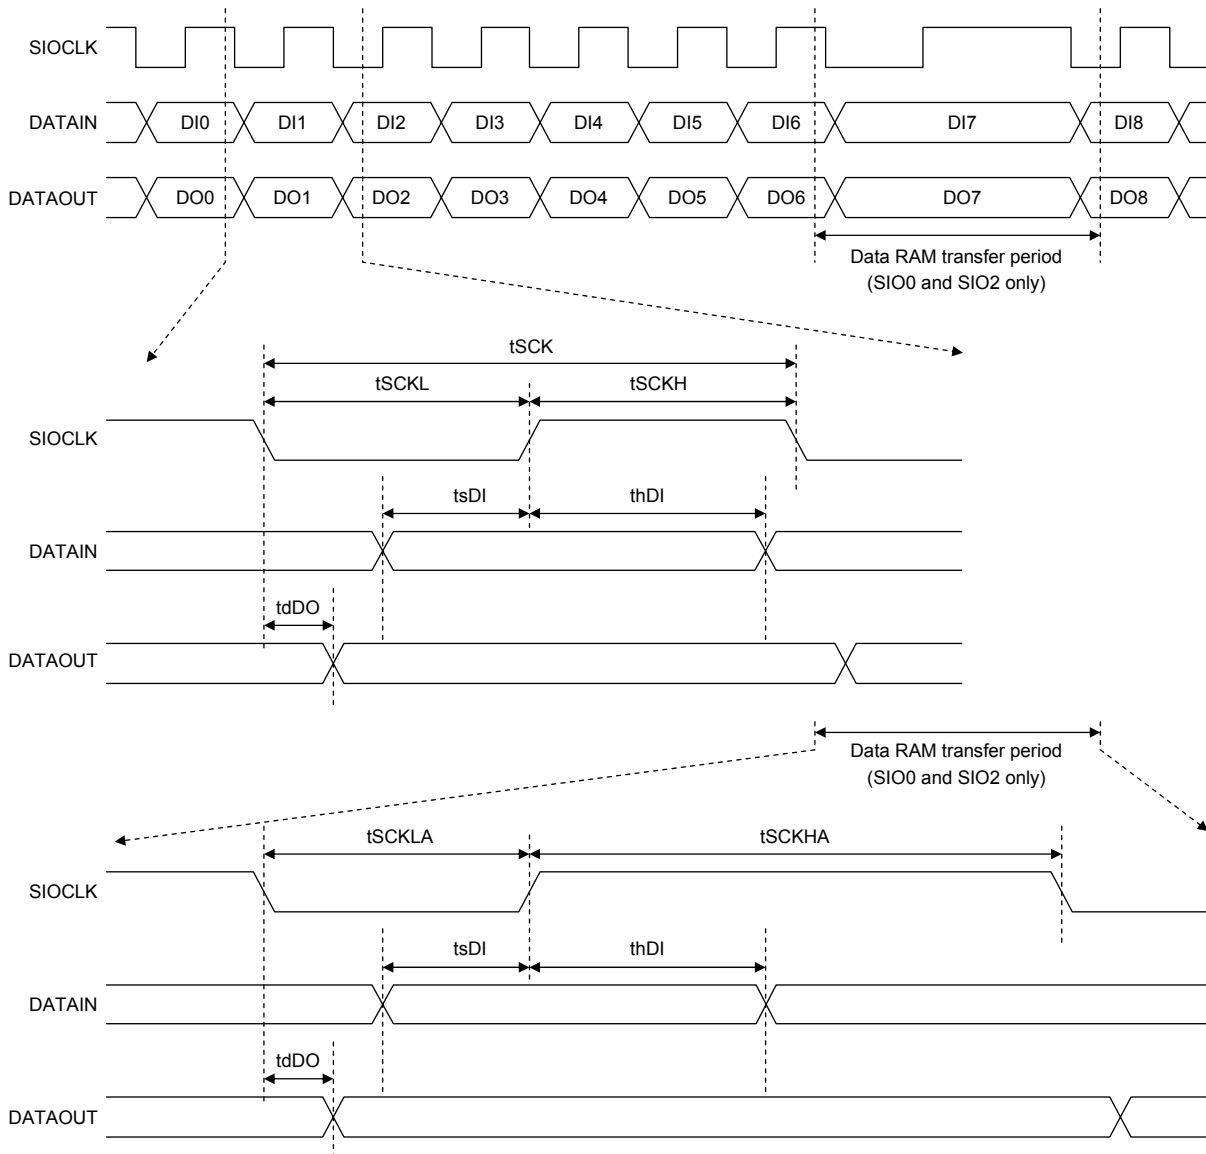 SIOCLK
DATAIN DI0 DI1 DI2 DI3 DI4 DI5 DI6 DI7 DI8
DATAOUT DO0 DO1 DO2 DO3 DO4 DO5 DO6 DO7 DO8
Data RAM transfer period
(SIO0 and SIO2 only)
tSCK
tSCKL tSCKH
SIOCLK
tsDI thDI
DATAIN
tdDO
DATAOUT
Data RAM transfer period
(SIO0 and SIO2 only)
tSCKLA tSCKHA
SIOCLK
tsDI thDI
DATAIN
tdDO
DATAOUT